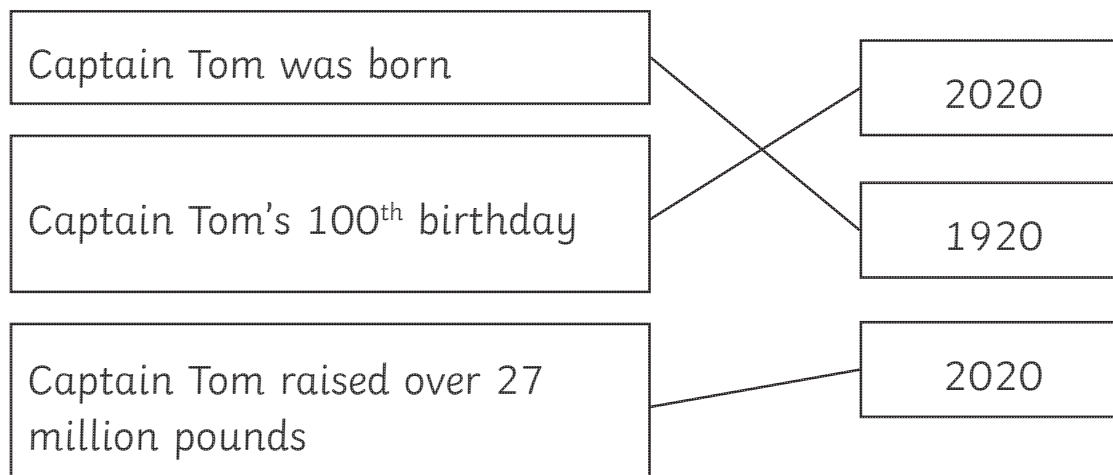 Captain Tom was born
2020
Captain Tom's 100th birthday
1920
Captain Tom raised over 27
million pounds
2020